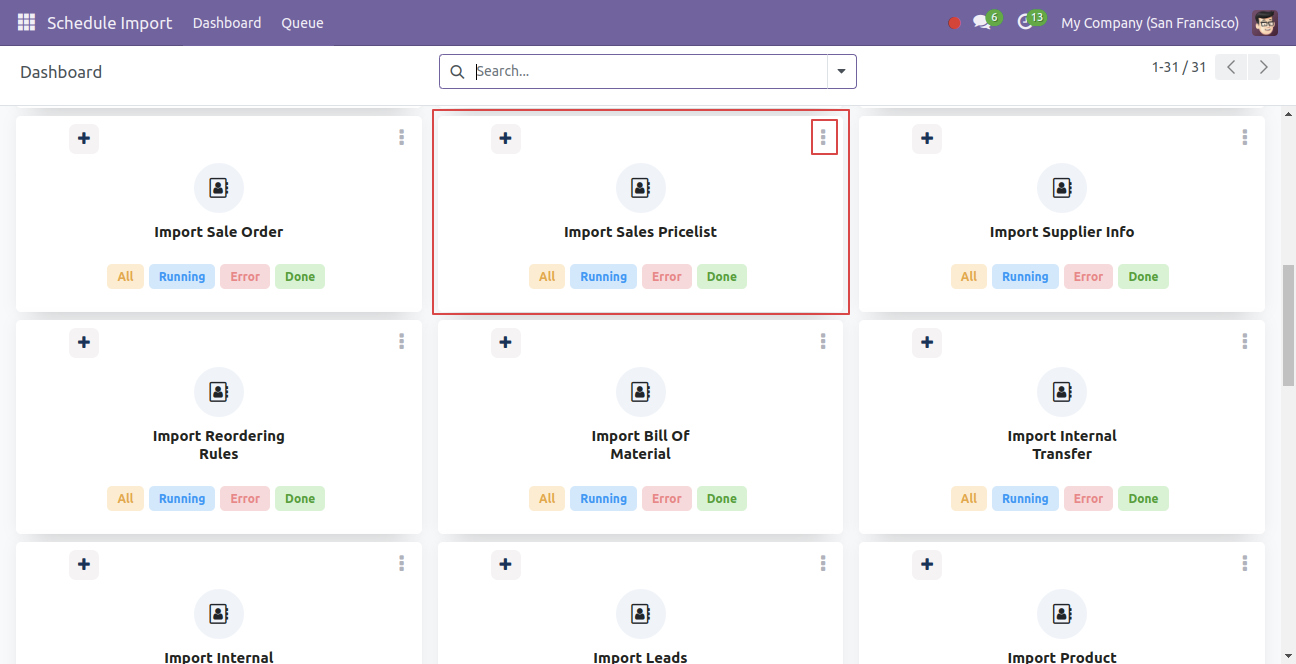 Schedule Import Dashboard Queue 6 13 My Company (San Francisco)
Dashboard Search... 1-31 / 31
Import Sale Order Import Sales Pricelist Import Supplier Info
All Running Error Done All Running Error Done All Running Error Done
Import Reordering Import Bill Of Import Internal
Rules Material Transfer
All Running Error Done All Running Error Done All Running Error Done
Import Internal Import Leads Import Product